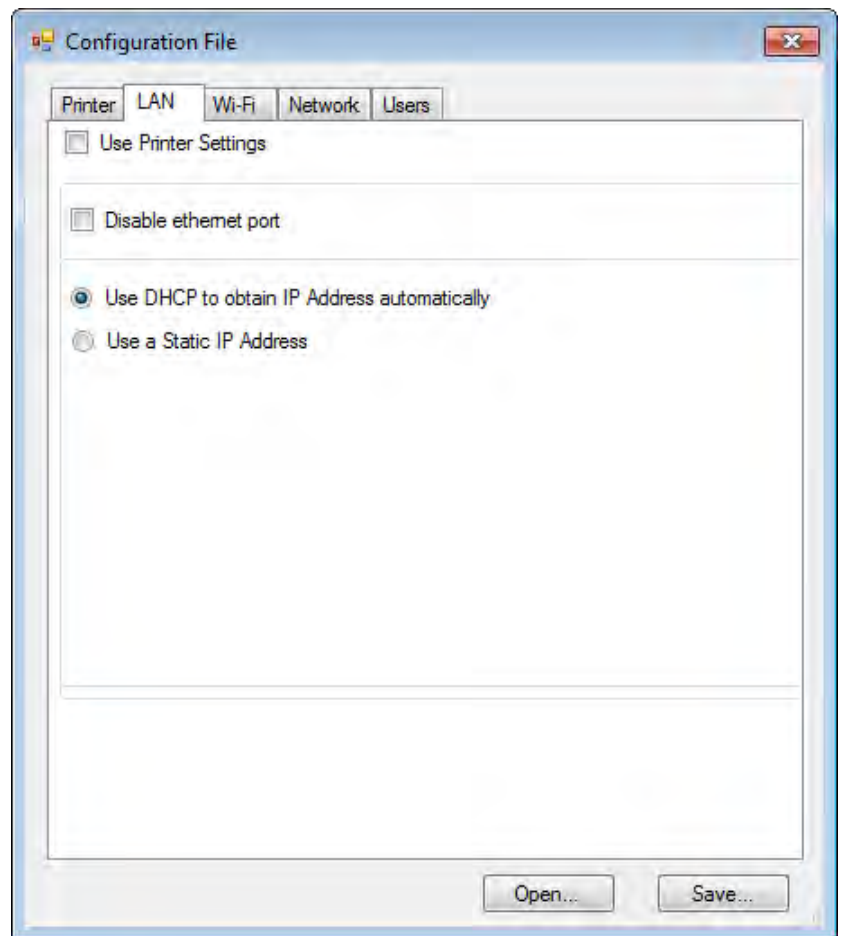 Configuration File
Printer LAN Wi-Fi Network Users
Use Printer Settings
Disable ethernet port
Use DHCP to obtain IP Address automatically
Use a Static IP Address
Open... Save...